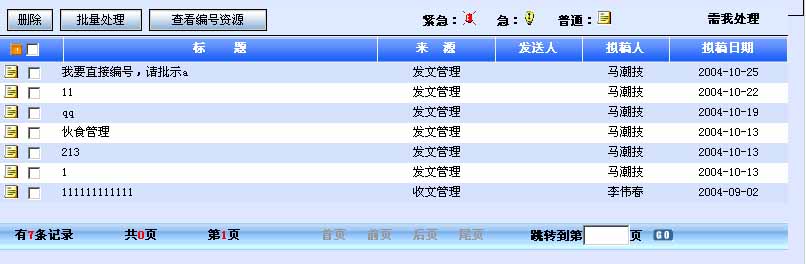 删除 批量处理 查看编号资源 紧急: 急: 普通: 需我处理
标 题 来 源 发送人 拟稿人 拟稿日期
我要直接编号,请批示a 发文管理 马潮技 2004-10-25
11 发文管理 马潮技 2004-10-22
qq 发文管理 马潮技 2004-10-19
伙食管理 发文管理 马潮技 2004-10-13
213 发文管理 马潮技 2004-10-13
1 发文管理 马潮技 2004-10-13
111111111111 收文管理 李伟春 2004-09-02
有7条记录 共0页 第1页 首页 前页 后页 尾页 跳转到第 页 GO